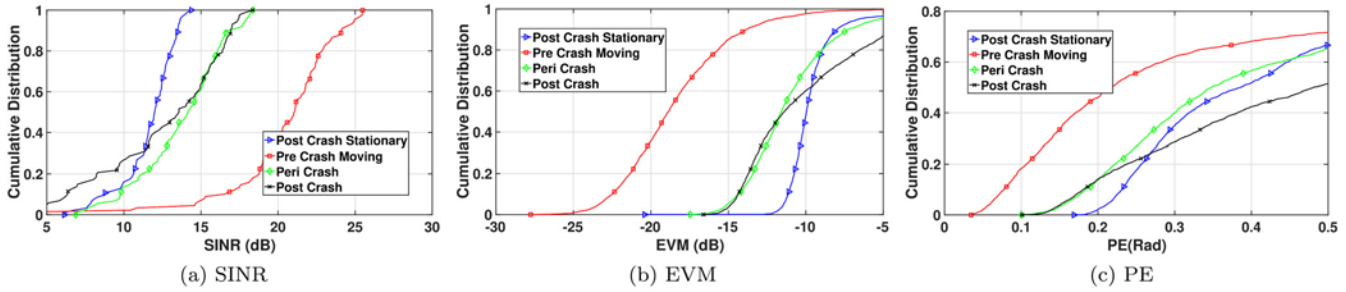 1
0.8
0.6
0.4
0.2
0
Cumulative Distribution
Post Crash Stationary
Pre Crash Moving
Peri Crash
Post Crash
5
10
15
20
25
30
SINR (dB)
(a) SINR
1
0.8
0.6
0.4
0.2
0
Cumulative Distribution
Post Crash Stationary
Pre Crash Moving
Peri Crash
Post Crash
-30
-25
-20
-15
-10
-5
EVM (dB)
(b) EVM
1
0.8
0.6
0.4
0.2
0
Cumulative Distribution
Post Crash Stationary
Pre Crash Moving
Peri Crash
Post Crash
0
0.1
0.2
0.3
0.4
0.5
PE(Rad)
(c) PE